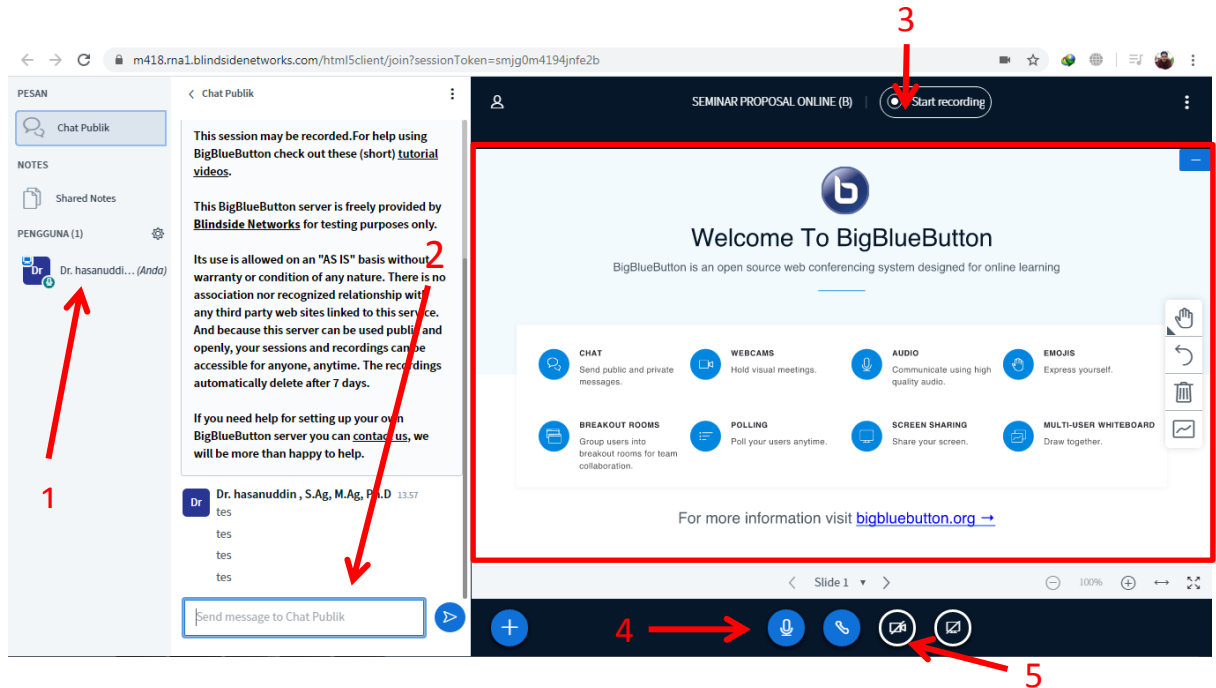 3
m418.rna1.blindsidenetworks.com/html5client/join?sessionToken=smjg0m4194jnfe2b
PESAN
Chat Publik
NOTES
Shared Notes
PENGGUNA (1)
Dr
Dr. hasanuddi... (Anda)
1
Chat Publik
This session may be recorded.For help using
BigBlueButton check out these (short) tutorial
videos.
This BigBlueButton server is freely provided by
Blindside Networks for testing purposes only.
2
Its use is allowed on an "AS IS" basis without
warranty or condition of any nature. There is no
association nor recognized relationship with
any third party web sites linked to this service.
And because this server can be used public and
openly, your sessions and recordings can be
accessible for anyone, anytime. The recordings
automatically delete after 7 days.
If you need help for setting up your own
BigBlueButton server you can contact us, we
will be more than happy to help.
Dr
Dr. hasanuddin , S.Ag, M.Ag, Ph.D 13.57
tes
tes
tes
tes
Send message to Chat Publik
SEMINAR PROPOSAL ONLINE (B)
Start recording
b
Welcome To BigBlueButton
BigBlueButton is an open source web conferencing system designed for online learning
CHAT
Send public and private
messages.
WEBCAMS
Hold visual meetings.
AUDIO
Communicate using high
quality audio.
EMOJIS
Express yourself.
BREAKOUT ROOMS
Group users into
breakout rooms for team
collaboration.
POLLING
Poll your users anytime.
SCREEN SHARING
Share your screen.
MULTI-USER WHITEBOARD
Draw together.
For more information visit bigbluebutton.org →
Slide 1
100%
4
5